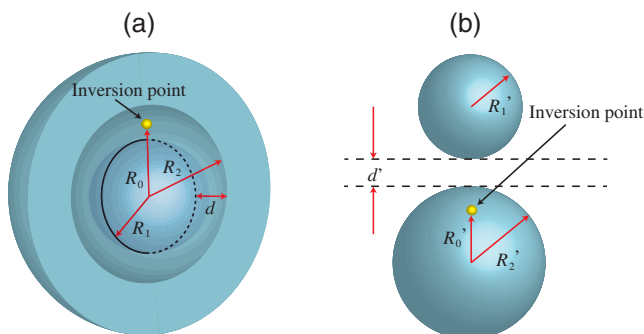 (a)
Inversion point
R₀
R₂
d
R₁
(b)
R₁’
Inversion point
d’
R₀’
R₂’